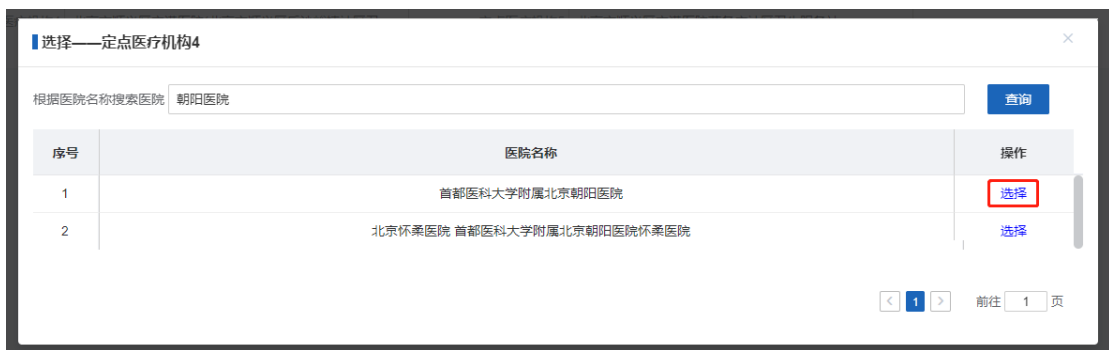 选择——定点医疗机构4
根据医院名称搜索医院 朝阳医院 查询
序号 医院名称 操作
1 首都医科大学附属北京朝阳医院 选择
2 北京怀柔医院 首都医科大学附属北京朝阳医院怀柔医院 选择
1 前往 1 页